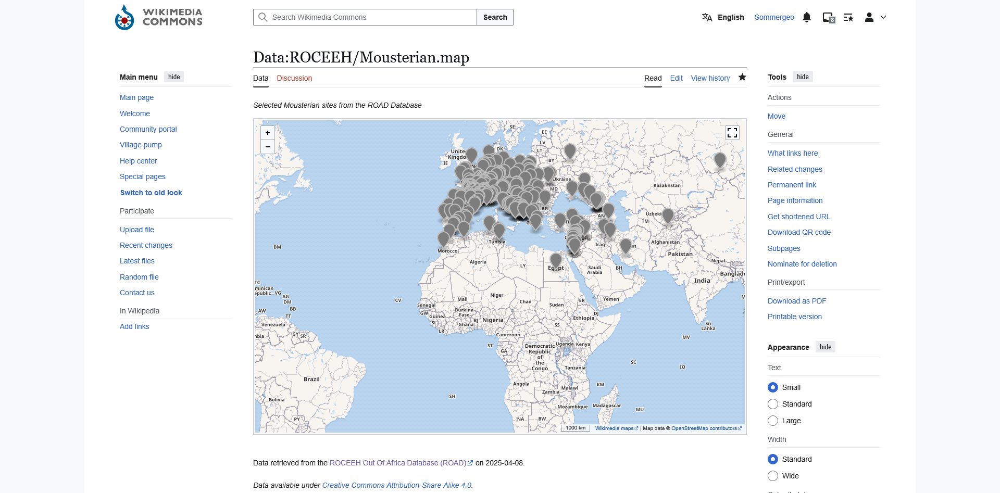 WIKIMEDIA
COMMONS
Search Wikimedia Commons
Search
English
Sommergeo
8
Data:ROCEEH/Mousterian.map
Main menu
hide
Main page
Welcome
Community portal
Village pump
Help center
Special pages
Switch to old look
Participate
Upload file
Recent changes
Latest files
Random file
Contact us
In Wikipedia
Add links
Data
Discussion
Read
Edit
View history
Selected Mousterian sites from the ROAD Database
+
−
SE
EE
LV
LT
DK
BY
IE
Ukraine
MD
BG
Kazakhstan
AM
TM
Afghanistan
Pakistan
Iraq
Nepal
India
BM
Tunisia
Morocco
Algeria
LY
Egypt
Saudi
Arabia
BH
VG
AG
DM
BB
AW
TT
CV
Senegal
GW
Guinea
SL
LR
Mali
Burkina
Faso
Ghana
BJ
Niger
Nigeria
Chad
Sudan
ER
Yemen
DJ
Ethiopia
SS
Cameroon
ST
GA
Democratic
Republic
of
the
Congo
Uganda
Kenya
Tanzania
Sri
Lanka
MV
SC
IO
Venezuela
GY
SR
Brazil
Bolivia
PY
SH
Angola
Zambia
Malawi
KM
Mozambique
Madagascar
MU
NA
BW
1000 km
Wikimedia maps | Map data © OpenStreetMap contributors
Data retrieved from the ROCEEH Out Of Africa Database (ROAD) on 2025-04-08.
Data available under Creative Commons Attribution-Share Alike 4.0.
Tools
hide
Actions
Move
General
What links here
Related changes
Permanent link
Page information
Get shortened URL
Download QR code
Subpages
Nominate for deletion
Print/export
Download as PDF
Printable version
Appearance
hide
Text
Small
Standard
Large
Width
Standard
Wide